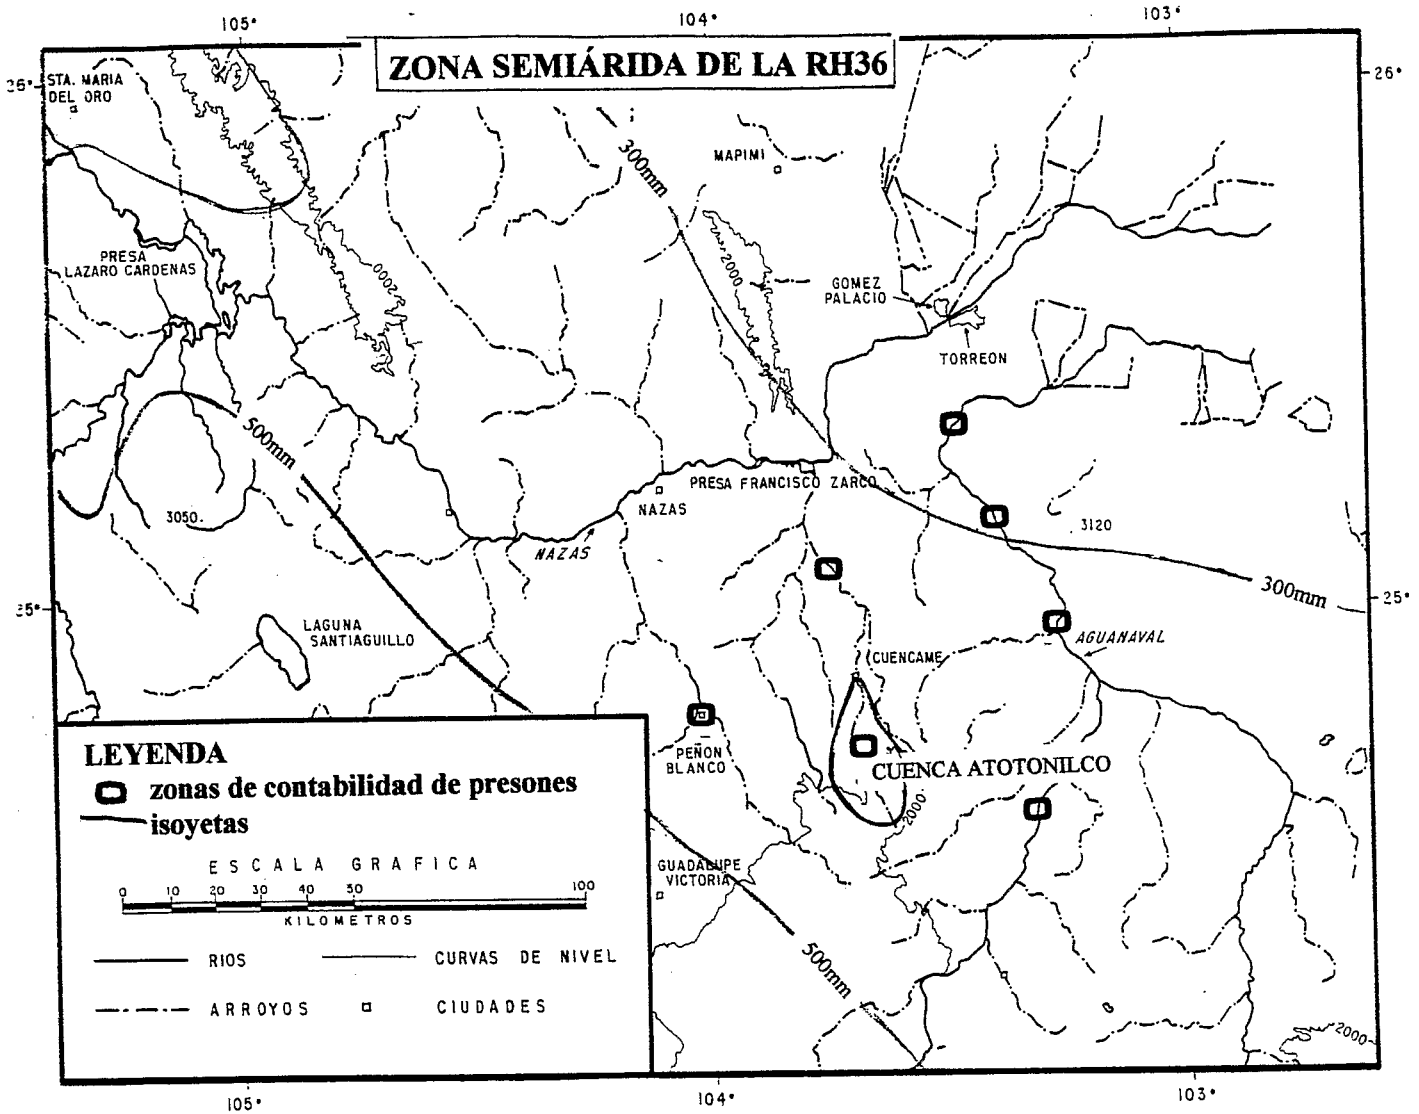 105° 104° 103°
ZONA SEMIÁRIDA DE LA RH36
26° 26°
STA. MARIA
DEL ORO
300mm
MAPIMI
PRESA
LAZARO CARDENAS
2000
2000
GOMEZ
PALACIO
TORREON
500mm
PRESA FRANCISCO ZARCO
NAZAS
3050.
3120
NAZAS
300mm
25° 25°
LAGUNA
SANTIAGUILLO
AGUANAVAL
CUENCAME
PEÑON
BLANCO
CUENCA ATOTONILCO
2000
GUADALUPE
VICTORIA
500mm
2000
LEYENDA
zonas de contabilidad de presones
isoyetas
ESCALA GRAFICA
0 10 20 30 40 50 100
KILOMETROS
RIOS CURVAS DE NIVEL
ARROYOS CIUDADES
105° 104° 103°